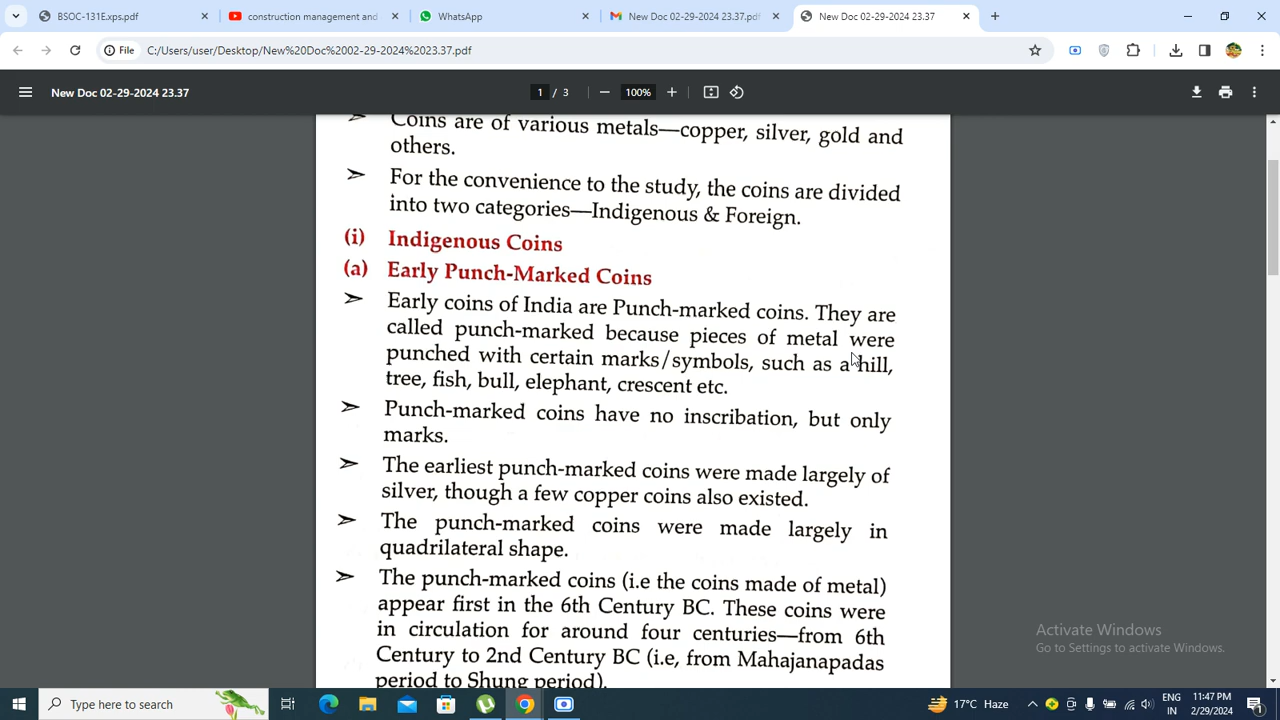 BSOC-131E.xps.pdf
construction management and
WhatsApp
New Doc 02-29-2024 23.37.pdf
New Doc 02-29-2024 23.37
File
C:/Users/user/Desktop/New%20Doc%2002-29-2024%2023.37.pdf
New Doc 02-29-2024 23.37
1 / 3
100%
➢ Coins are of various metals—copper, silver, gold and
others.
➢ For the convenience to the study, the coins are divided
into two categories—Indigenous & Foreign.
(i) Indigenous Coins
(a) Early Punch-Marked Coins
➢ Early coins of India are Punch-marked coins. They are
called punch-marked because pieces of metal were
punched with certain marks/symbols, such as a hill,
tree, fish, bull, elephant, crescent etc.
➢ Punch-marked coins have no inscribation, but only
marks.
➢ The earliest punch-marked coins were made largely of
silver, though a few copper coins also existed.
➢ The punch-marked coins were made largely in
quadrilateral shape.
➢ The punch-marked coins (i.e the coins made of metal)
appear first in the 6th Century BC. These coins were
in circulation for around four centuries—from 6th
Century to 2nd Century BC (i.e, from Mahajanapadas
period to Shung period).
Activate Windows
Go to Settings to activate Windows.
Type here to search
17°C Haze
ENG
IN
11:47 PM
2/29/2024